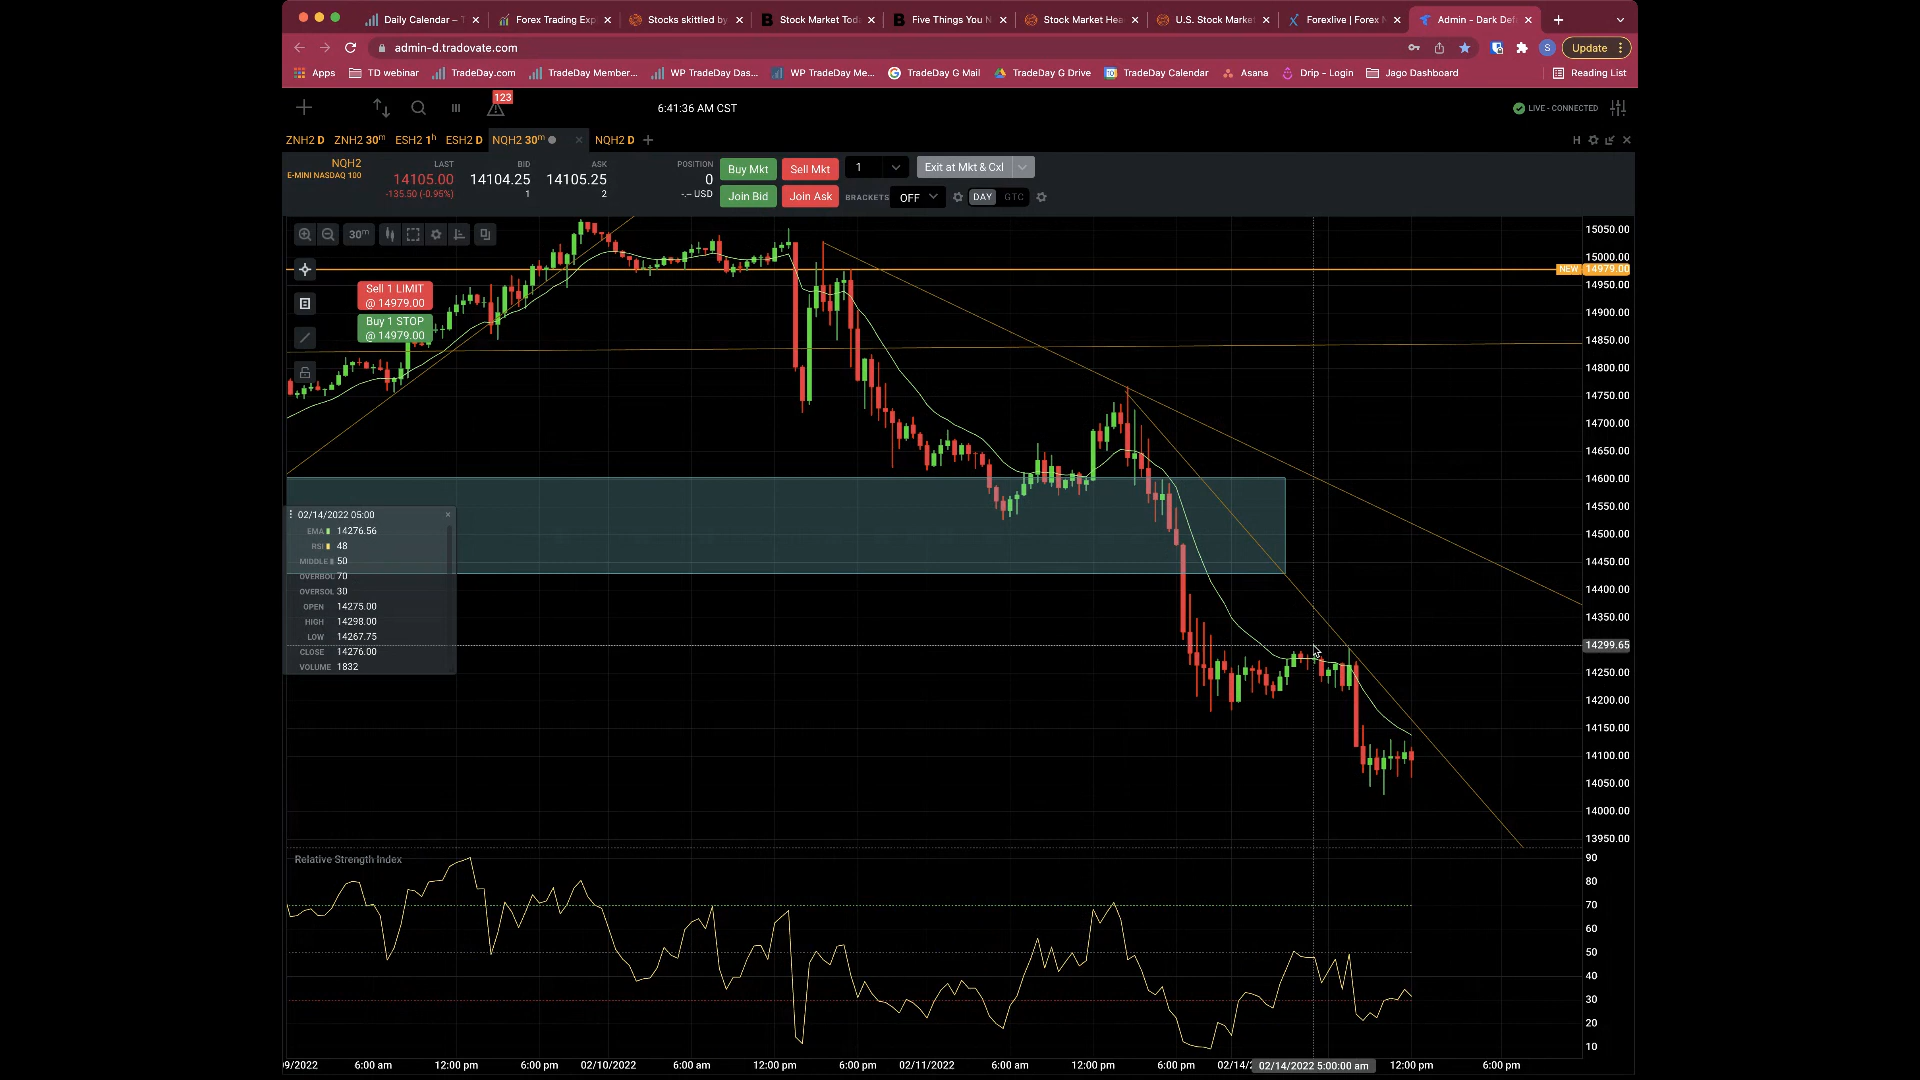 Daily Calendar –
Forex Trading Exp
Stocks skittled by
Stock Market Toda
Five Things You N
Stock Market Hea
U.S. Stock Market
Forexlive | Forex N
Admin - Dark Defa
admin-d.tradovate.com
S
Update
Apps
TD webinar
TradeDay.com
TradeDay Member...
WP TradeDay Das...
WP TradeDay Me...
TradeDay G Mail
TradeDay G Drive
TradeDay Calendar
Asana
Drip - Login
Jago Dashboard
Reading List
123
6:41:36 AM CST
LIVE - CONNECTED
ZNH2 D
ZNH2 30m
ESH2 1h
ESH2 D
NQH2 30m
NQH2 D
H
NQH2
E-MINI NASDAQ 100
LAST
14105.00
-135.50 (-0.95%)
BID
14104.25
1
ASK
14105.25
2
POSITION
0
-.-- USD
Buy Mkt
Sell Mkt
1
Exit at Mkt & Cxl
Join Bid
Join Ask
BRACKETS
OFF
DAY
GTC
30m
Sell 1 LIMIT
@ 14979.00
Buy 1 STOP
@ 14979.00
02/14/2022 05:00
EMA 14276.56
RSI 48
MIDDLE 50
OVERBOL 70
OVERSOL 30
OPEN 14275.00
HIGH 14298.00
LOW 14267.75
CLOSE 14276.00
VOLUME 1832
15050.00
15000.00
NEW 14979.00
14950.00
14900.00
14850.00
14800.00
14750.00
14700.00
14650.00
14600.00
14550.00
14500.00
14450.00
14400.00
14350.00
14299.65
14250.00
14200.00
14150.00
14100.00
14050.00
14000.00
13950.00
Relative Strength Index
90
80
70
60
50
40
30
20
10
09/2022
6:00 am
12:00 pm
6:00 pm
02/10/2022
6:00 am
12:00 pm
6:00 pm
02/11/2022
6:00 am
12:00 pm
6:00 pm
02/14/
02/14/2022 5:00:00 am
12:00 pm
6:00 pm